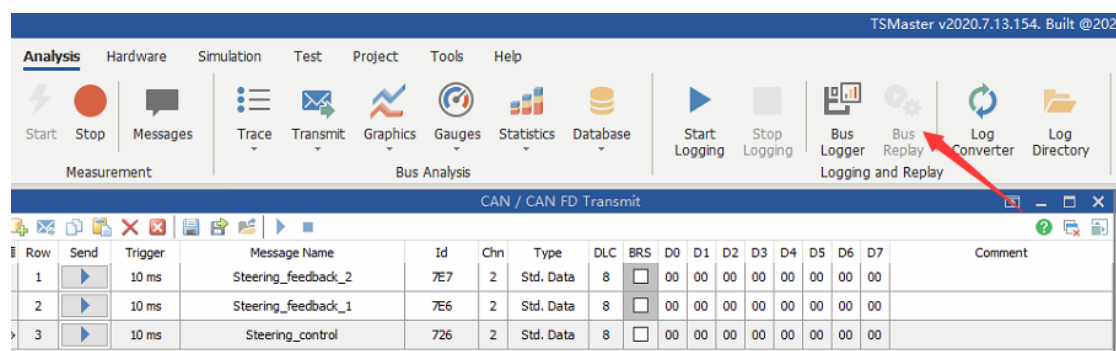 TSMaster v2020.7.13.154. Built @202
Analysis Hardware Simulation Test Project Tools Help
Start Stop Messages Trace Transmit Graphics Gauges Statistics Database Start Logging Stop Logging Bus Logger Bus Replay Log Converter Log Directory
Measurement Bus Analysis Logging and Replay
CAN / CAN FD Transmit
Row Send Trigger Message Name Id Chn Type DLC BRS D0 D1 D2 D3 D4 D5 D6 D7 Comment
1 10 ms Steering_feedback_2 7E7 2 Std. Data 8 00 00 00 00 00 00 00 00
2 10 ms Steering_feedback_1 7E6 2 Std. Data 8 00 00 00 00 00 00 00 00
3 10 ms Steering_control 726 2 Std. Data 8 00 00 00 00 00 00 00 00